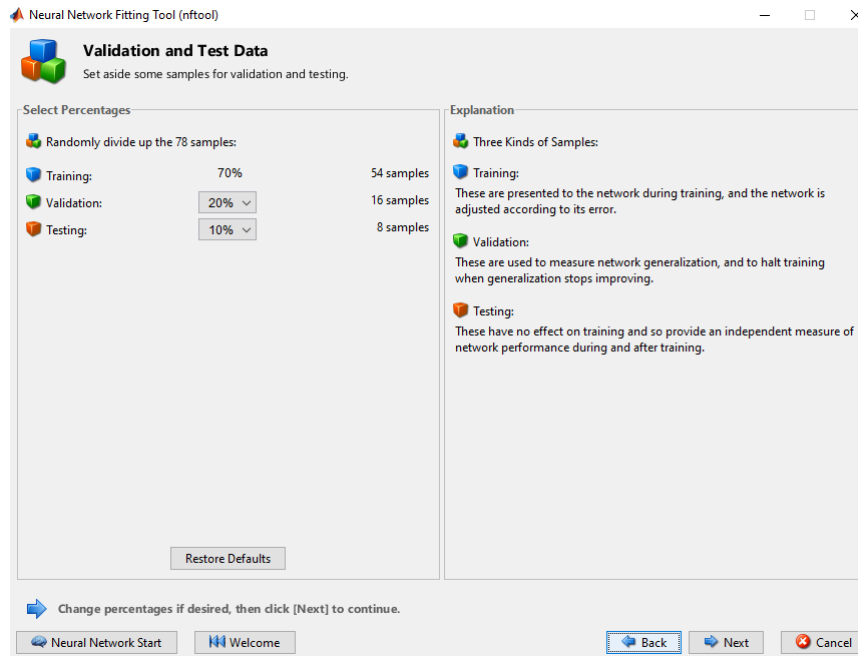 Neural Network Fitting Tool (nftool)
Validation and Test Data
Set aside some samples for validation and testing.
Select Percentages
Randomly divide up the 78 samples:
Training: 70% 54 samples
Validation: 20% 16 samples
Testing: 10% 8 samples
Restore Defaults
Explanation
Three Kinds of Samples:
Training:
These are presented to the network during training, and the network is
adjusted according to its error.
Validation:
These are used to measure network generalization, and to halt training
when generalization stops improving.
Testing:
These have no effect on training and so provide an independent measure of
network performance during and after training.
Change percentages if desired, then click [Next] to continue.
Neural Network Start Welcome Back Next Cancel